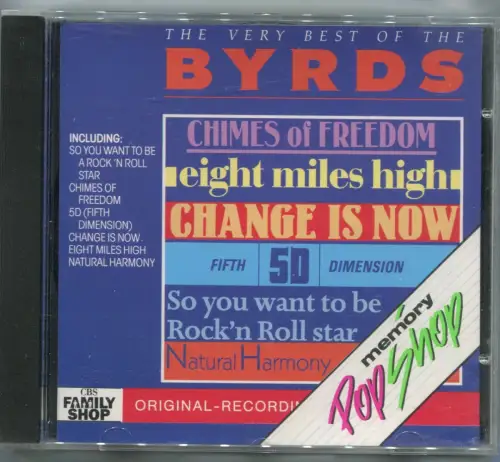 THE VERY BEST OF THE
BYRDS
INCLUDING:
SO YOU WANT TO BE
A ROCK 'N ROLL
STAR
CHIMES OF
FREEDOM
5D (FIFTH
DIMENSION)
CHANGE IS NOW
EIGHT MILES HIGH
NATURAL HARMONY
CHIMES of FREEDOM
eight miles high
CHANGE IS NOW
FIFTH 5D DIMENSION
So you want to be
Rock'n Roll star
Natural Harmony
memory
Pop Shop
CBS
FAMILY
SHOP
ORIGINAL-RECORDIN